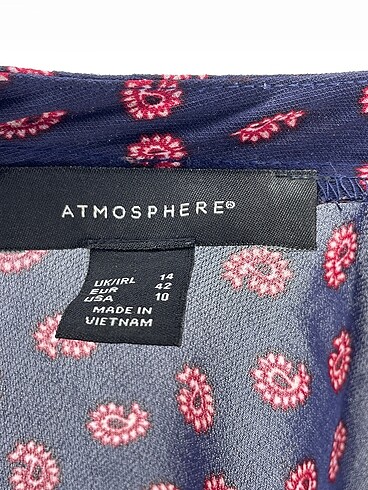 ATMOSPHERE®
UK/IRL 14
EUR 42
USA 10
MADE IN
VIETNAM